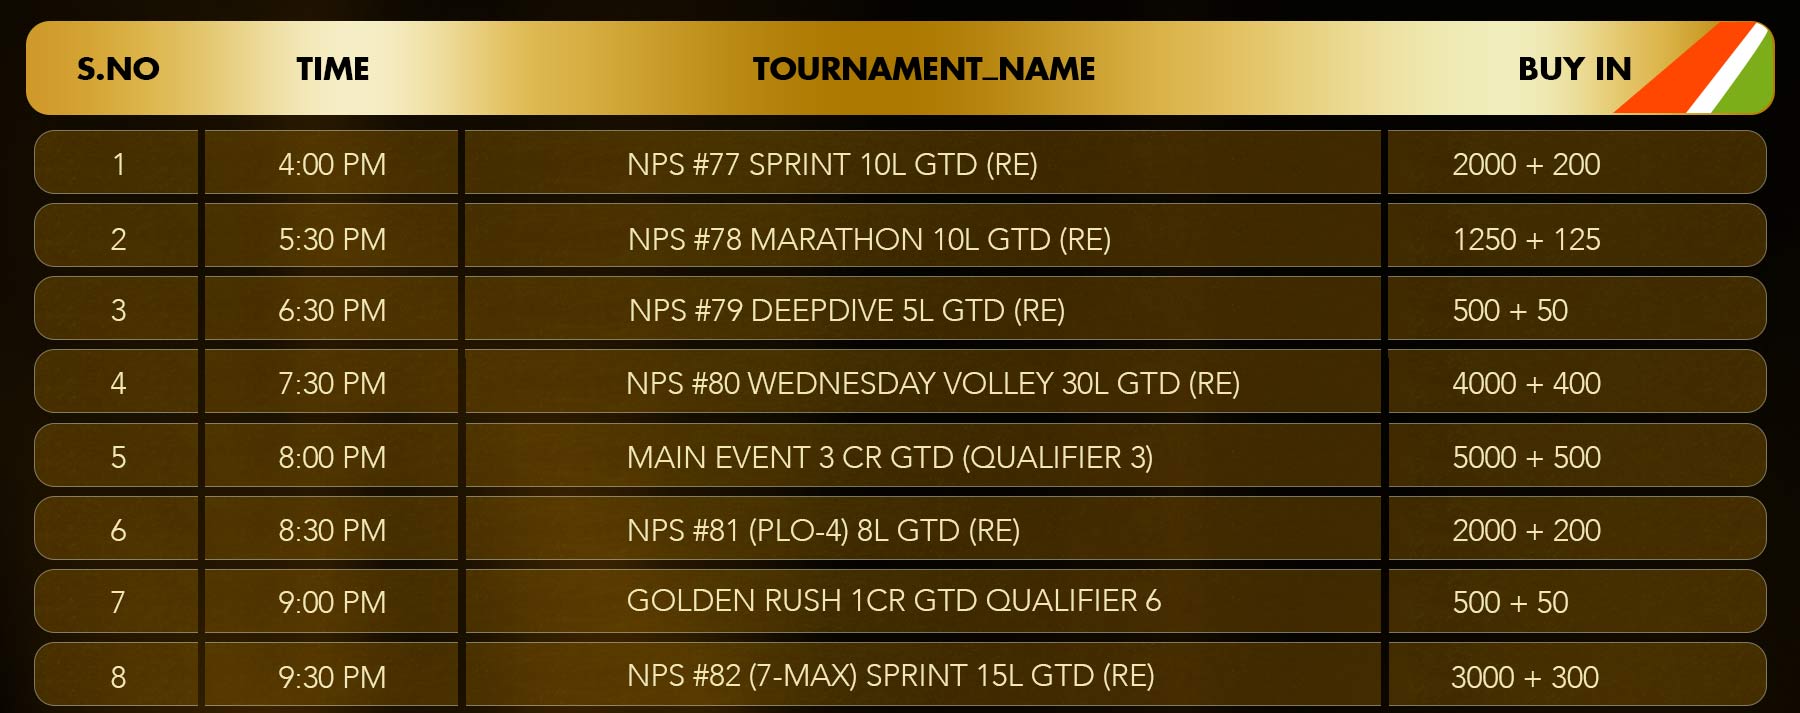 S.NO TIME TOURNAMENT_NAME BUY IN
1 4:00 PM NPS #77 SPRINT 10L GTD (RE) 2000 + 200
2 5:30 PM NPS #78 MARATHON 10L GTD (RE) 1250 + 125
3 6:30 PM NPS #79 DEEPDIVE 5L GTD (RE) 500 + 50
4 7:30 PM NPS #80 WEDNESDAY VOLLEY 30L GTD (RE) 4000 + 400
5 8:00 PM MAIN EVENT 3 CR GTD (QUALIFIER 3) 5000 + 500
6 8:30 PM NPS #81 (PLO-4) 8L GTD (RE) 2000 + 200
7 9:00 PM GOLDEN RUSH 1CR GTD QUALIFIER 6 500 + 50
8 9:30 PM NPS #82 (7-MAX) SPRINT 15L GTD (RE) 3000 + 300